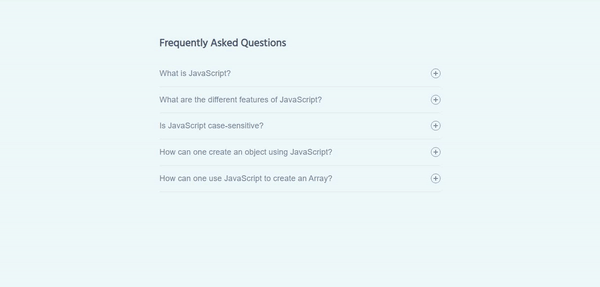 Frequently Asked Questions
What is JavaScript?
What are the different features of JavaScript?
Is JavaScript case-sensitive?
How can one create an object using JavaScript?
How can one use JavaScript to create an Array?